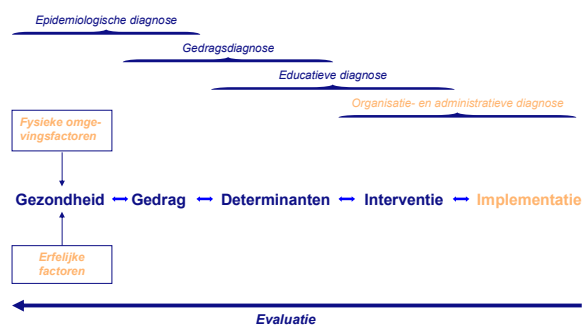 Epidemiologische diagnose
Gedragsdiagnose
Educatieve diagnose
Organisatie- en administratieve diagnose
Fysieke omge-
vingsfactoren
Gezondheid Gedrag Determinanten Interventie Implementatie
Erfelijke
factoren
Evaluatie